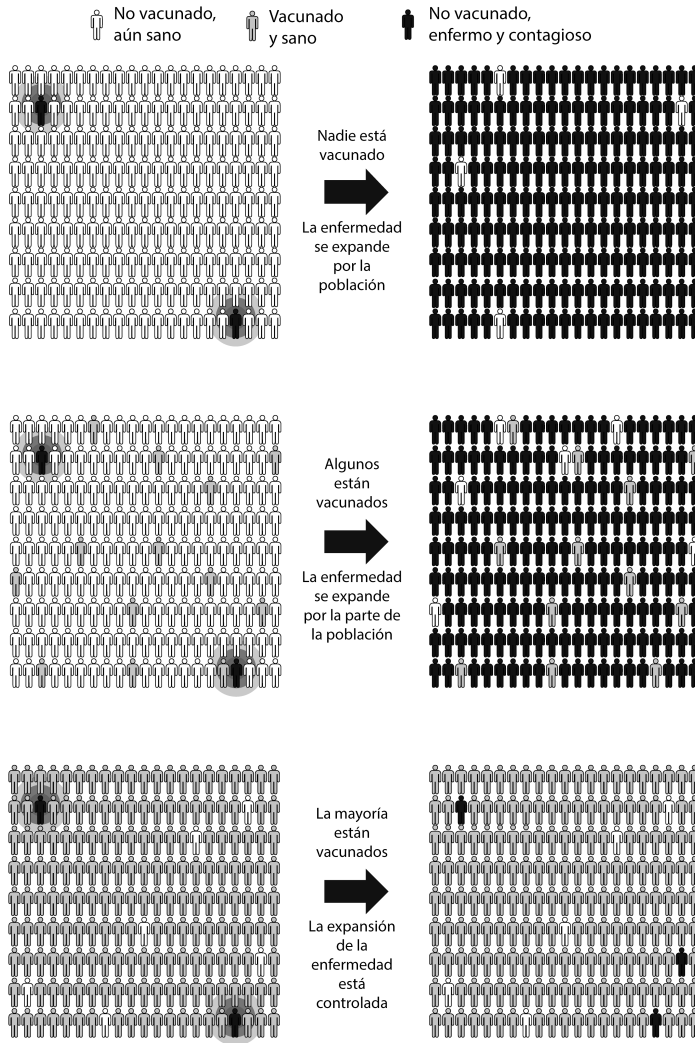 No vacunado,
aún sano
Vacunado
y sano
No vacunado,
enfermo y contagioso
Nadie está
vacunado
La enfermedad
se expande
por la
población
Algunos
están
vacunados
La enfermedad
se expande
por la parte de
la población
La mayoría
están
vacunados
La expansión
de la
enfermedad
está
controlada